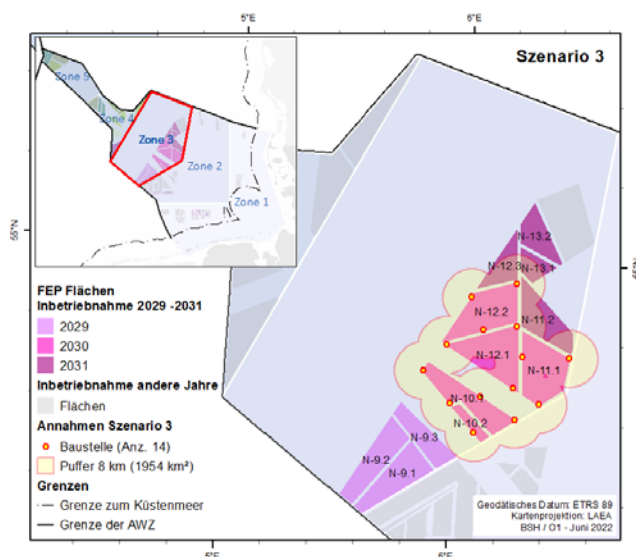 5°E
6°E
Szenario 3
Zone 5
Zone 4
Zone 3
Zone 2
Zone 1
55°N
55°N
FEP Flächen
Inbetriebnahme 2029 -2031
2029
2030
2031
Inbetriebnahme andere Jahre
Flächen
Annahmen Szenario 3
Baustelle (Anz. 14)
Puffer 8 km (1954 km²)
Grenzen
Grenze zum Küstenmeer
Grenze der AWZ
N-13.2
N-12.3
N-13.1
N-12.2
N-11.2
N-12.1
N-11.1
N-10.1
N-10.2
N-9.3
N-9.2
N-9.1
Geodätisches Datum: ETRS 89
Kartenprojektion: LAEA
BSH / O1 - Juni 2022
5°E
6°E